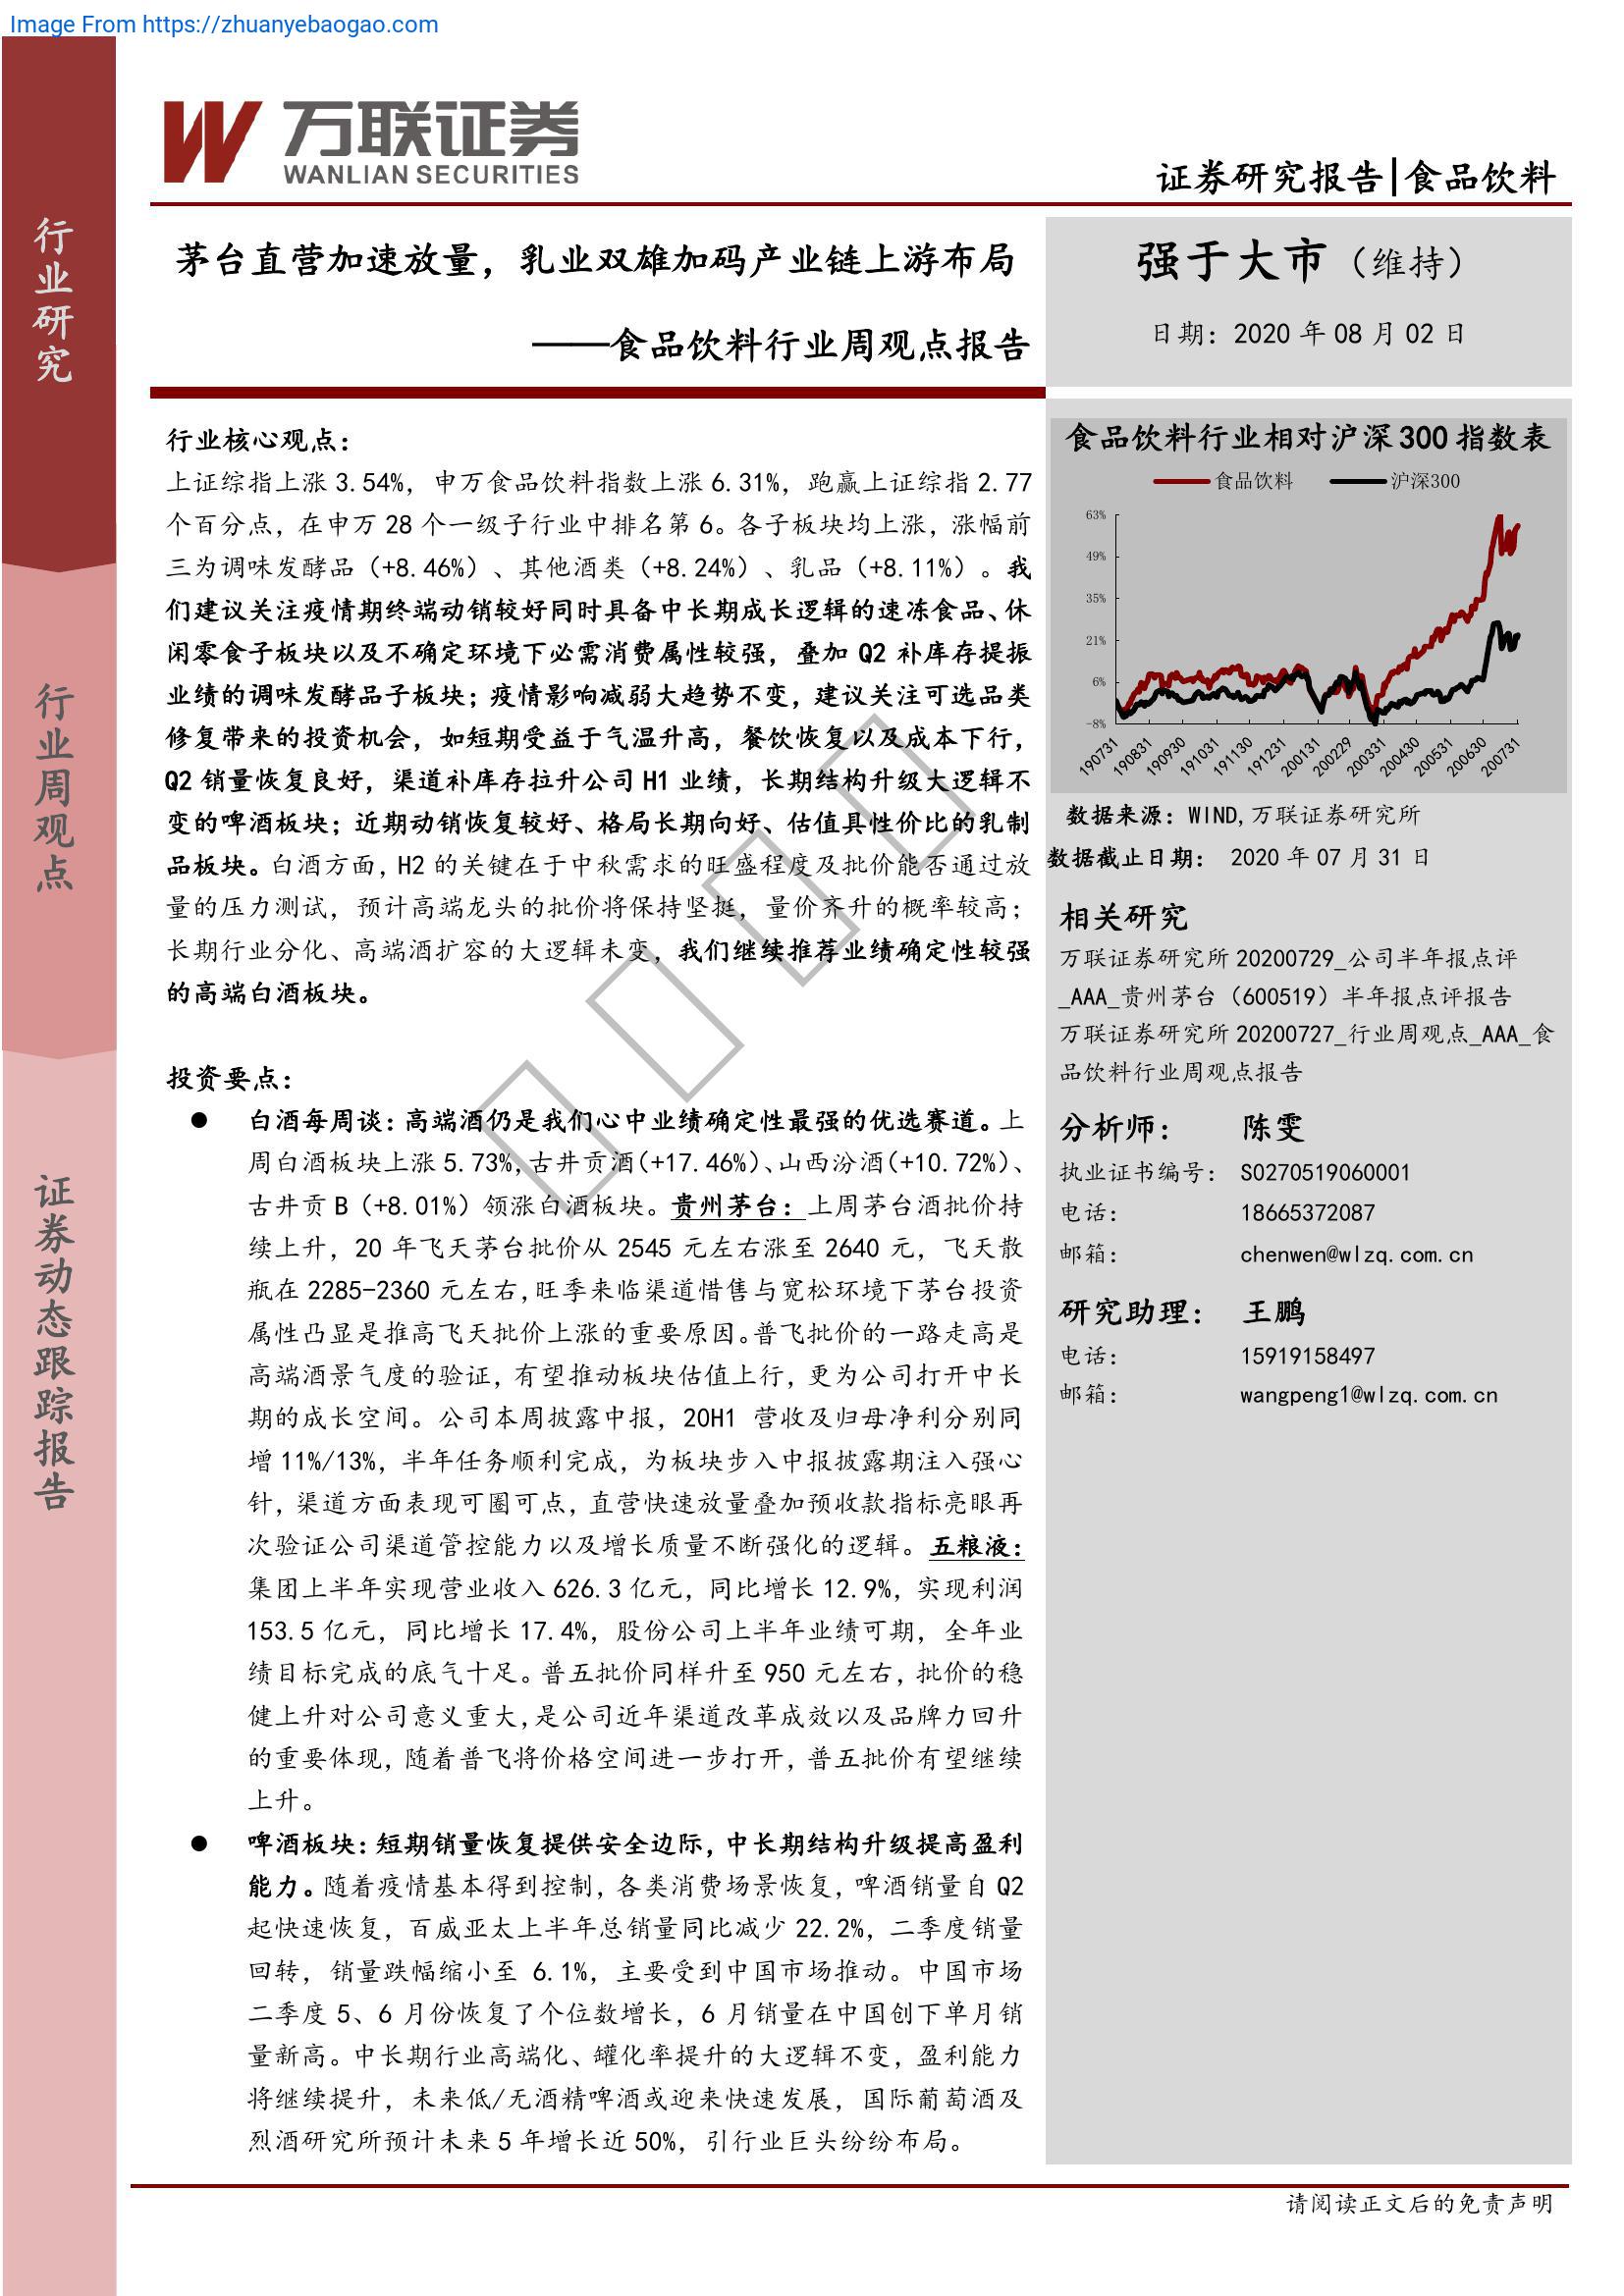 Image From https://zhuanyebaogao.com
万联证券
WANLIAN SECURITIES
证券研究报告|食品饮料
行业研究
行业周观点
证券动态跟踪报告
茅台直营加速放量，乳业双雄加码产业链上游布局
——食品饮料行业周观点报告
强于大市（维持）
日期：2020 年 08 月 02 日
行业核心观点：
上证综指上涨 3.54%，申万食品饮料指数上涨 6.31%，跑赢上证综指 2.77
个百分点，在申万 28 个一级子行业中排名第 6。各子板块均上涨，涨幅前
三为调味发酵品（+8.46%）、其他酒类（+8.24%）、乳品（+8.11%）。我
们建议关注疫情期终端动销较好同时具备中长期成长逻辑的速冻食品、休
闲零食子板块以及不确定环境下必需消费属性较强，叠加 Q2 补库存提振
业绩的调味发酵品子板块；疫情影响减弱大趋势不变，建议关注可选品类
修复带来的投资机会，如短期受益于气温升高，餐饮恢复以及成本下行，
Q2 销量恢复良好，渠道补库存拉升公司 H1 业绩，长期结构升级大逻辑不
变的啤酒板块；近期动销恢复较好、格局长期向好、估值具性价比的乳制
品板块。白酒方面，H2 的关键在于中秋需求的旺盛程度及批价能否通过放
量的压力测试，预计高端龙头的批价将保持坚挺，量价齐升的概率较高；
长期行业分化、高端酒扩容的大逻辑未变，我们继续推荐业绩确定性较强
的高端白酒板块。
投资要点：
● 白酒每周谈：高端酒仍是我们心中业绩确定性最强的优选赛道。上
周白酒板块上涨 5.73%，古井贡酒（+17.46%）、山西汾酒（+10.72%）、
古井贡 B（+8.01%）领涨白酒板块。贵州茅台：上周茅台酒批价持
续上升，20 年飞天茅台批价从 2545 元左右涨至 2640 元，飞天散
瓶在 2285-2360 元左右，旺季来临渠道惜售与宽松环境下茅台投资
属性凸显是推高飞天批价上涨的重要原因。普飞批价的一路走高是
高端酒景气度的验证，有望推动板块估值上行，更为公司打开中长
期的成长空间。公司本周披露中报，20H1 营收及归母净利分别同
增 11%/13%，半年任务顺利完成，为板块步入中报披露期注入强心
针，渠道方面表现可圈可点，直营快速放量叠加预收款指标亮眼再
次验证公司渠道管控能力以及增长质量不断强化的逻辑。五粮液：
集团上半年实现营业收入 626.3 亿元，同比增长 12.9%，实现利润
153.5 亿元，同比增长 17.4%，股份公司上半年业绩可期，全年业
绩目标完成的底气十足。普五批价同样升至 950 元左右，批价的稳
健上升对公司意义重大，是公司近年渠道改革成效以及品牌力回升
的重要体现，随着普飞将价格空间进一步打开，普五批价有望继续
上升。
● 啤酒板块：短期销量恢复提供安全边际，中长期结构升级提高盈利
能力。随着疫情基本得到控制，各类消费场景恢复，啤酒销量自 Q2
起快速恢复，百威亚太上半年总销量同比减少 22.2%，二季度销量
回转，销量跌幅缩小至 6.1%，主要受到中国市场推动。中国市场
二季度 5、6 月份恢复了个位数增长，6 月销量在中国创下单月销
量新高。中长期行业高端化、罐化率提升的大逻辑不变，盈利能力
将继续提升，未来低/无酒精啤酒或迎来快速发展，国际葡萄酒及
烈酒研究所预计未来 5 年增长近 50%，引行业巨头纷纷布局。
食品饮料行业相对沪深 300 指数表
食品饮料 沪深300
63%
49%
35%
21%
6%
-8%
190731 190831 190930 191031 191130 191231 200131 200229 200331 200430 200531 200630 200731
数据来源：WIND,万联证券研究所
数据截止日期： 2020 年 07 月 31 日
相关研究
万联证券研究所 20200729_公司半年报点评
_AAA_贵州茅台（600519）半年报点评报告
万联证券研究所 20200727_行业周观点_AAA_食
品饮料行业周观点报告
分析师： 陈雯
执业证书编号： S0270519060001
电话： 18665372087
邮箱： chenwen@wlzq.com.cn
研究助理： 王鹏
电话： 15919158497
邮箱： wangpeng1@wlzq.com.cn
请阅读正文后的免责声明